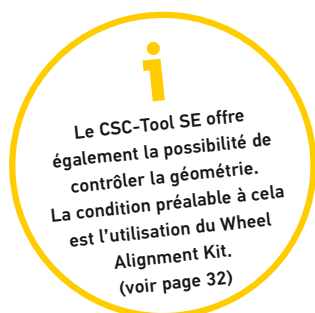 Le CSC-Tool SE offre
également la possibilité de
contrôler la géométrie.
La condition préalable à cela
est l'utilisation du Wheel
Alignment Kit.
(voir page 32)